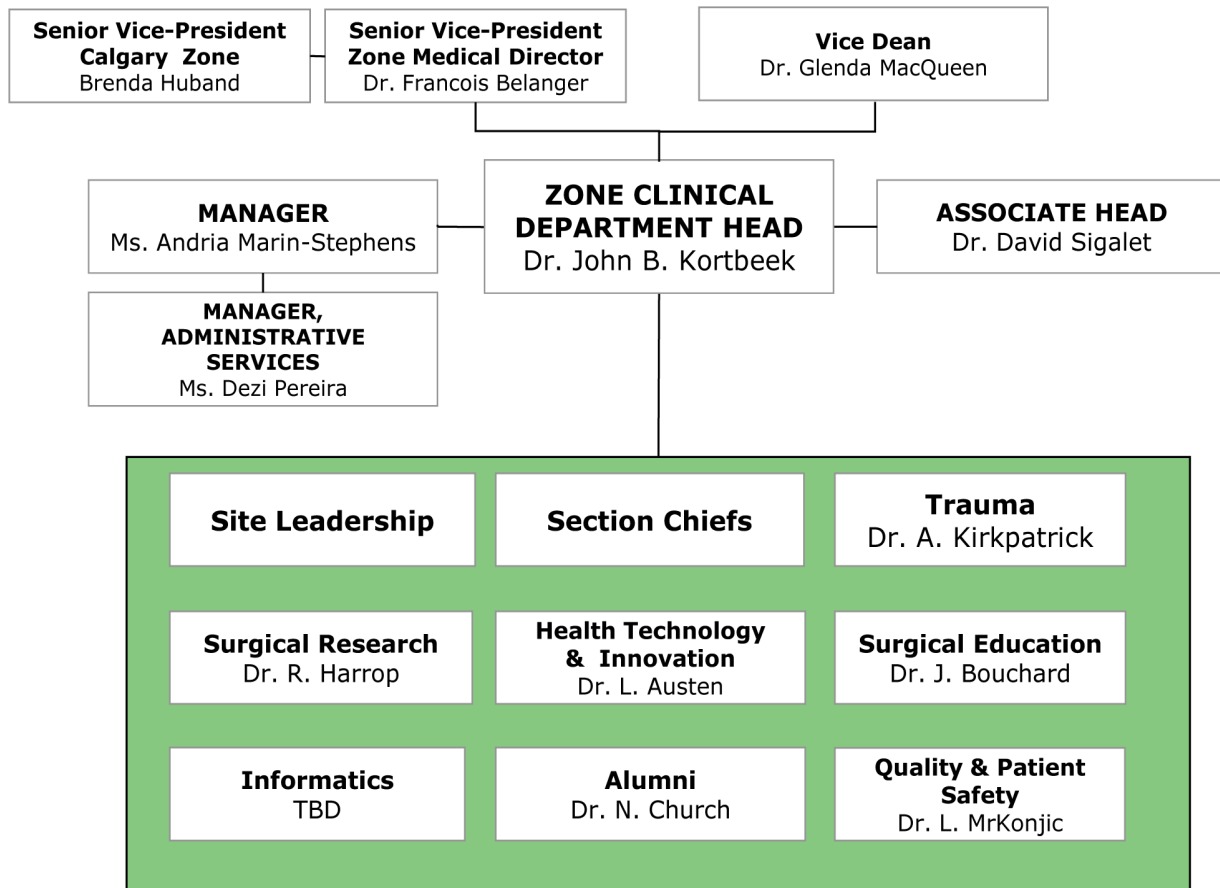 Senior Vice-President
Calgary  Zone
Brenda Huband
Senior Vice-President
Zone Medical Director
Dr. Francois Belanger
Vice Dean
Dr. Glenda MacQueen
MANAGER
Ms. Andria Marin-Stephens
ZONE CLINICAL
DEPARTMENT HEAD
Dr. John B. Kortbeek
ASSOCIATE HEAD
Dr. David Sigalet
MANAGER,
ADMINISTRATIVE
SERVICES
Ms. Dezi Pereira
Site Leadership
Section Chiefs
Trauma
Dr. A. Kirkpatrick
Surgical Research
Dr. R. Harrop
Health Technology
&  Innovation
Dr. L. Austen
Surgical Education
Dr. J. Bouchard
Informatics
TBD
Alumni
Dr. N. Church
Quality & Patient
Safety
Dr. L. MrKonjic